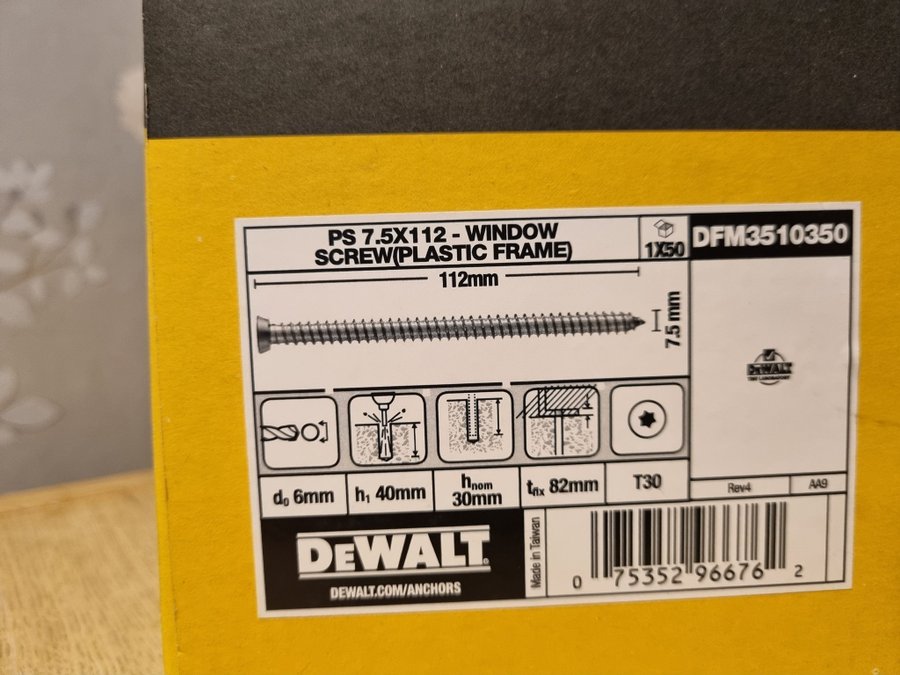 PS 7.5X112 - WINDOW
SCREW(PLASTIC FRAME)
1X50
DFM3510350
112mm
7.5 mm
DEWALT
d₀ 6mm
h₁ 40mm
hnom
30mm
tfix 82mm
T30
Rev4
AA9
DEWALT®
DEWALT.COM/ANCHORS
Made in Taiwan
0 75352 96676 2